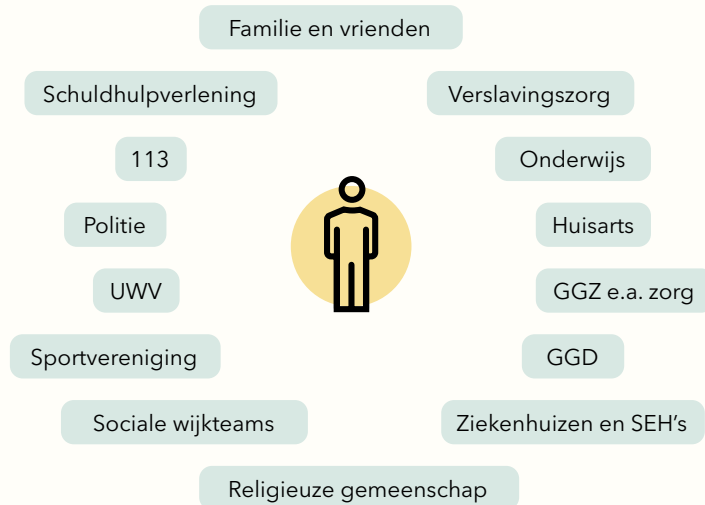 Familie en vrienden
Schuldhulpverlening
Verslavingszorg
113
Onderwijs
Politie
Huisarts
UWV
GGZ e.a. zorg
Sportvereniging
GGD
Sociale wijkteams
Ziekenhuizen en SEH’s
Religieuze gemeenschap